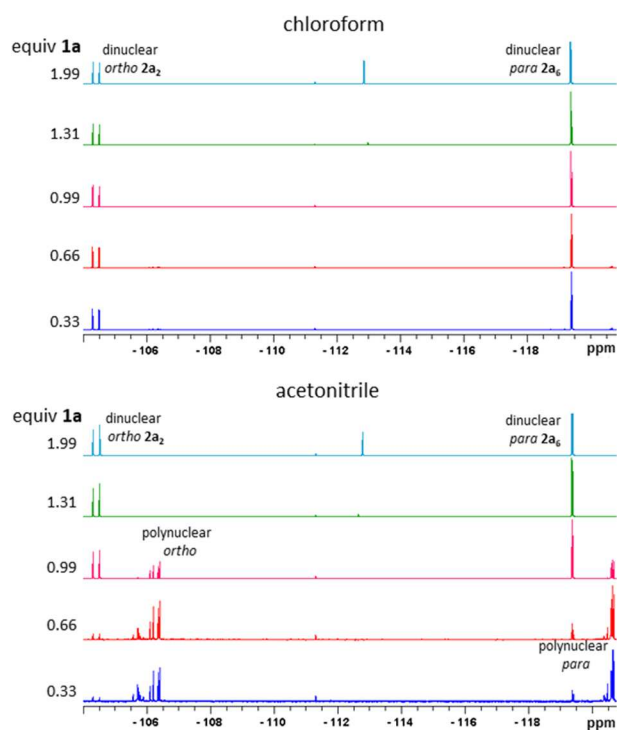 chloroform
equiv 1a
dinuclear
ortho 2a₂
dinuclear
para 2a₆
1.99
1.31
0.99
0.66
0.33
- 106 - 108 - 110 - 112 - 114 - 116 - 118 ppm
acetonitrile
equiv 1a
dinuclear
ortho 2a₂
dinuclear
para 2a₆
1.99
1.31
polynuclear
ortho
0.99
0.66
polynuclear
para
0.33
- 106 - 108 - 110 - 112 - 114 - 116 - 118 ppm